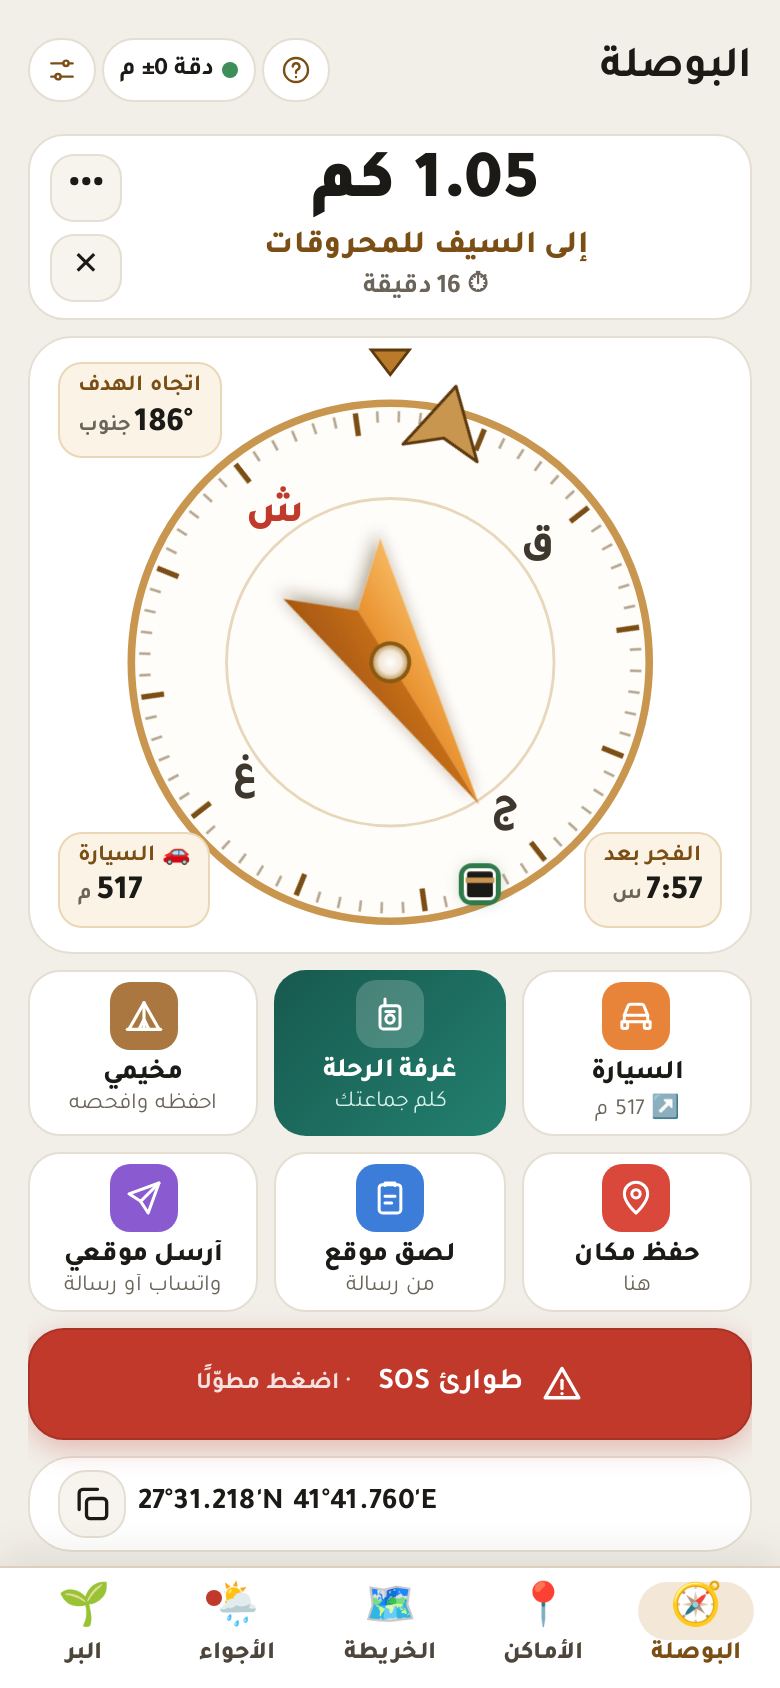 البوصلة
دقة 0± م
1.05 كم
إلى السيف للمحروقات
⏱ 16 دقيقة
اتجاه الهدف
186° جنوب
ش
ق
غ
ج
الفجر بعد
7:57 س
السيارة 🚗
517 م
السيارة
↗️ 517 م
غرفة الرحلة
كلم جماعتك
مخيمي
احفظه وافحصه
حفظ مكان
هنا
لصق موقع
من رسالة
أرسل موقعي
واتساب أو رسالة
طوارئ SOS · اضغط مطوّلًا
27°31.218′N 41°41.760′E
البوصلة
الأماكن
الخريطة
الأجواء
البر